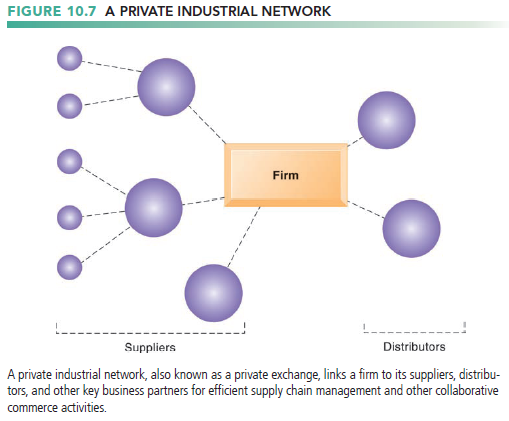 FIGURE 10.7 A PRIVATE INDUSTRIAL NETWORK
Firm
Suppliers
Distributors
A private industrial network, also known as a private exchange, links a firm to its suppliers, distribu-
tors, and other key business partners for efficient supply chain management and other collaborative
commerce activities.